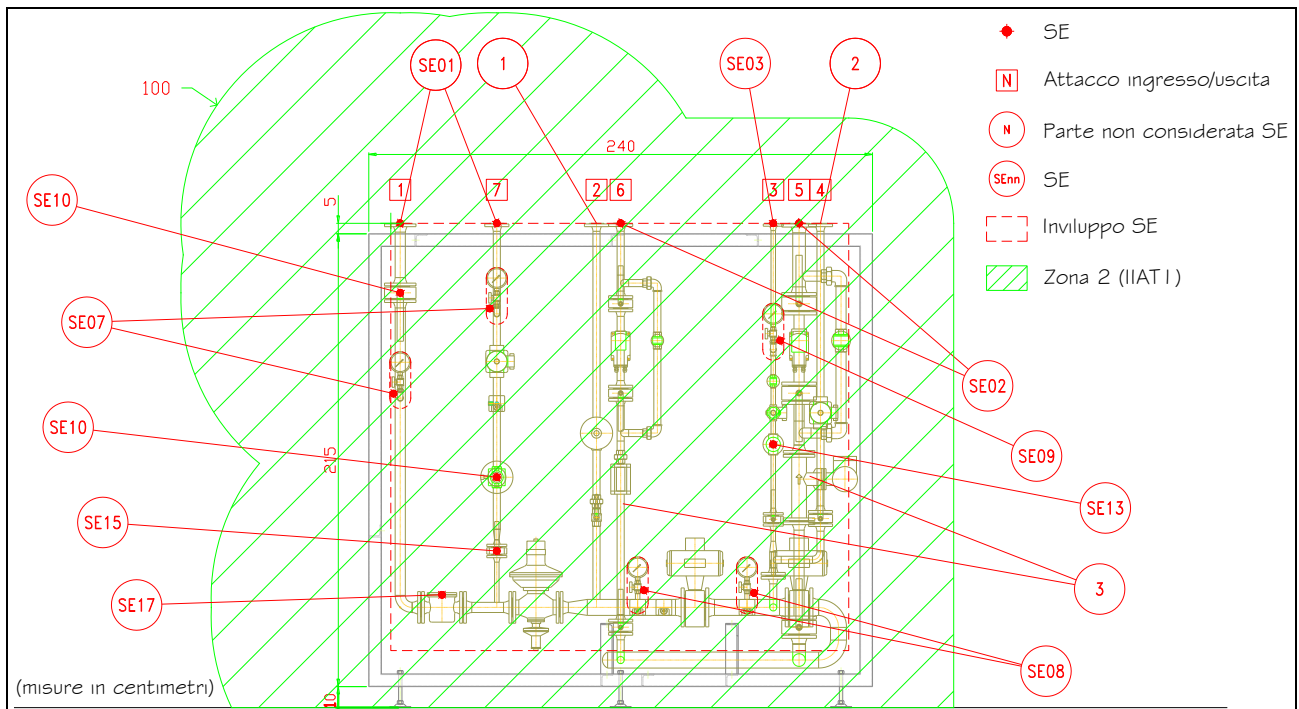 SE01
1
SE03
2
SE
100
N
Attacco ingresso/uscita
N
Parte non considerata SE
240
SEnn
SE
1
7
2
6
3
5
4
SE10
5
Inviluppo SE
Zona 2 (IIAT1)
SE07
SE02
SE10
215
SE09
SE13
SE15
SE17
3
SE08
(misure in centimetri)
10